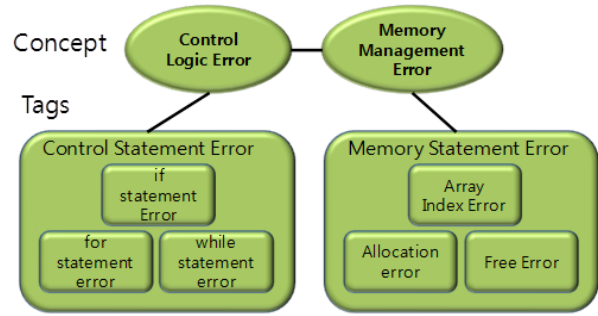 Concept
Control
Logic Error
Memory
Management
Error
Tags
Control Statement Error
if
statement
Error
for
statement
error
while
statement
error
Memory Statement Error
Array
Index Error
Allocation
error
Free Error